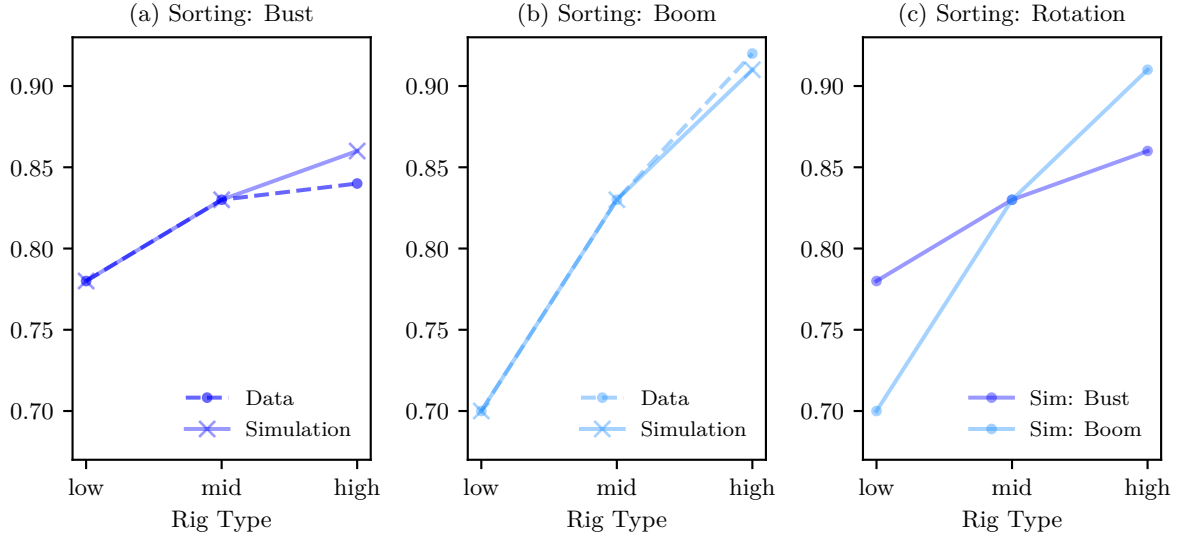 (a) Sorting: Bust
0.90
0.85
0.80
0.75
0.70
Data
Simulation
low mid high
Rig Type
(b) Sorting: Boom
0.90
0.85
0.80
0.75
0.70
Data
Simulation
low mid high
Rig Type
(c) Sorting: Rotation
0.90
0.85
0.80
0.75
0.70
Sim: Bust
Sim: Boom
low mid high
Rig Type